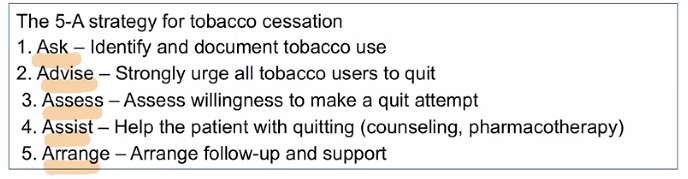 The 5-A strategy for tobacco cessation
1. Ask – Identify and document tobacco use
2. Advise – Strongly urge all tobacco users to quit
3. Assess – Assess willingness to make a quit attempt
4. Assist – Help the patient with quitting (counseling, pharmacotherapy)
5. Arrange – Arrange follow-up and support